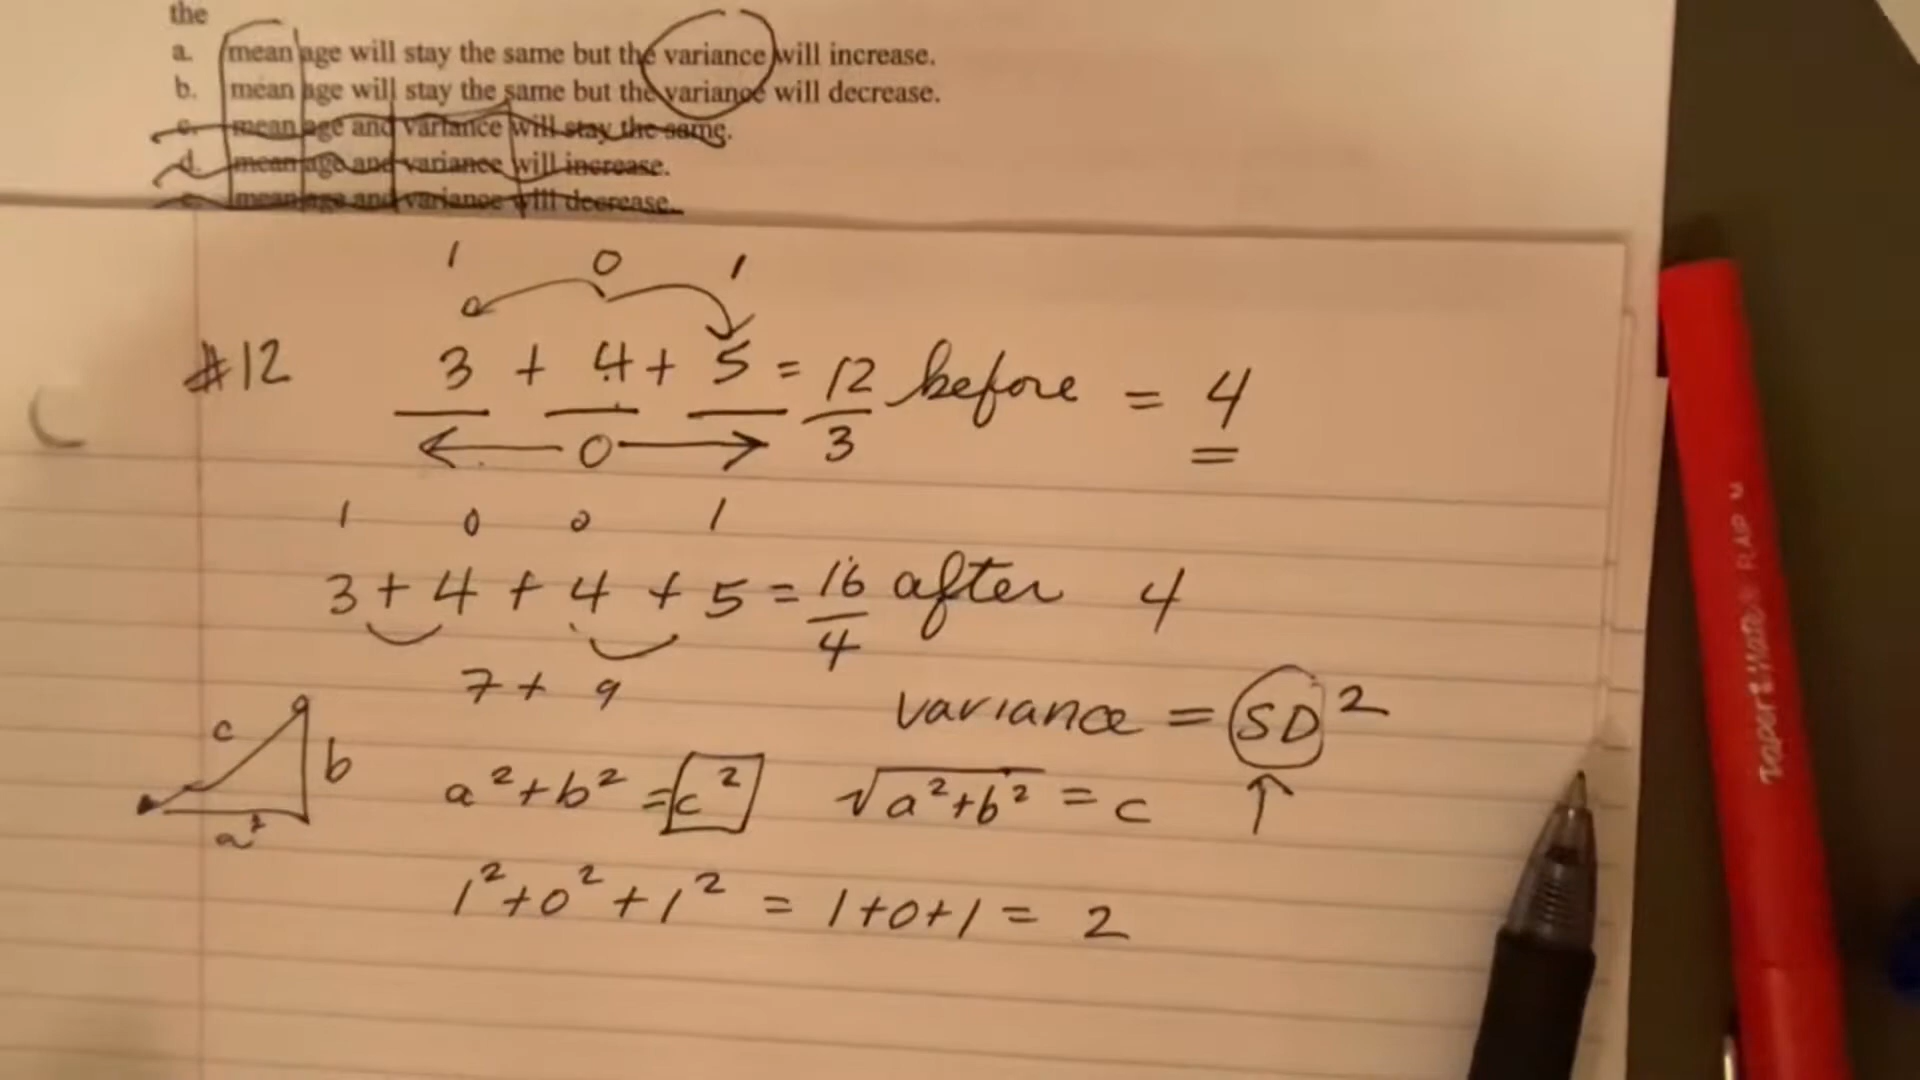 the
a. mean age will stay the same but the variance will increase.
b. mean age will stay the same but the variance will decrease.
c. mean age and variance will stay the same.
d. mean age and variance will increase.
e. mean age and variance will decrease.
1 0 1
#12 3 + 4 + 5 = 12/3 before = 4
0
1 0 0 1
3 + 4 + 4 + 5 = 16/4 after 4
7 + 9
variance = SD²
c b a²
a² + b² = c² √a² + b² = c ↑
1² + 0² + 1² = 1 + 0 + 1 = 2
Paper Mate FLAIR M